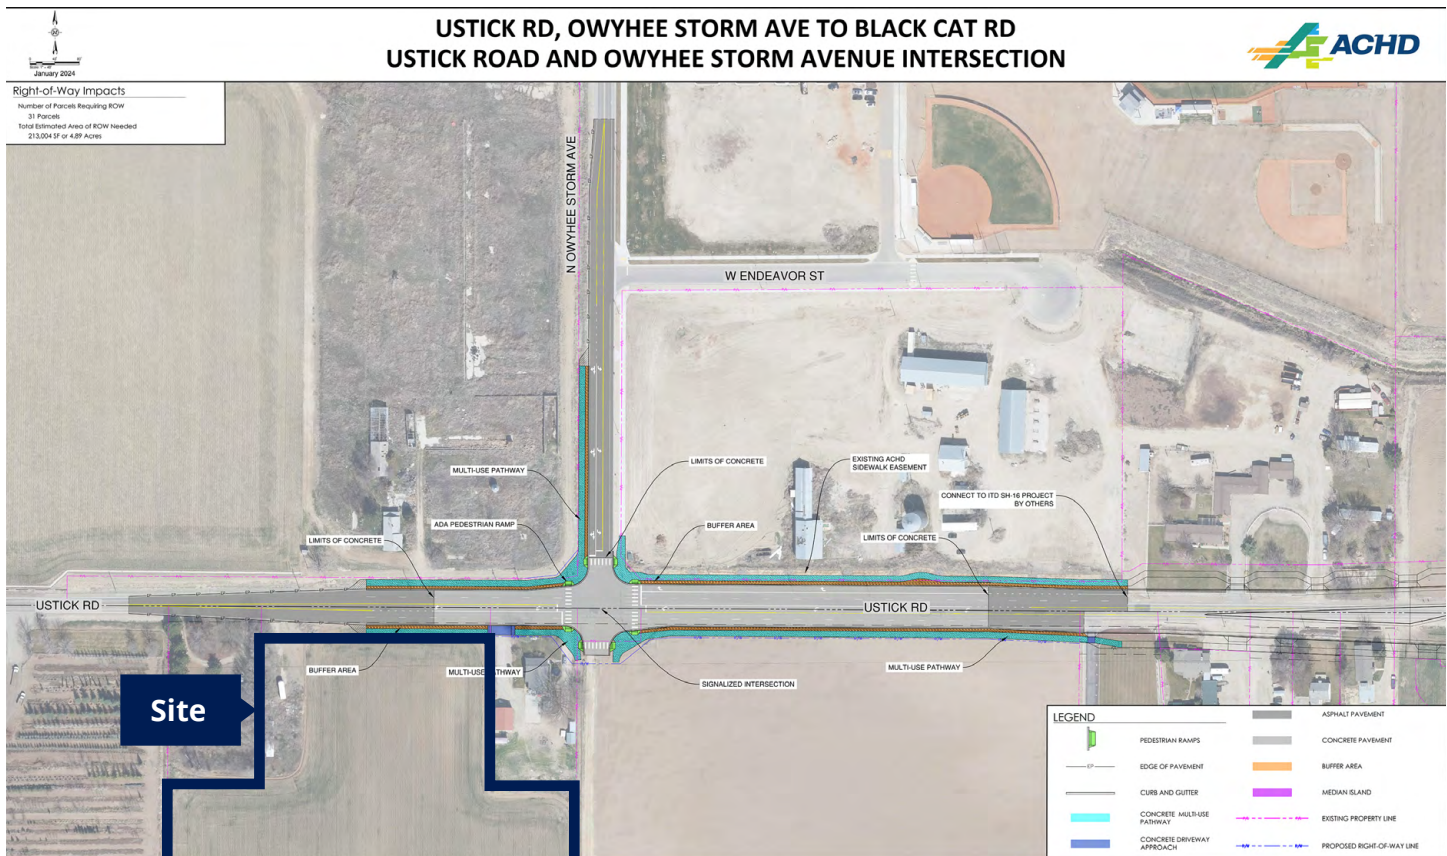 USTICK RD, OWYHEE STORM AVE TO BLACK CAT RD
USTICK ROAD AND OWYHEE STORM AVENUE INTERSECTION
ACHD
January 2024
Right-of-Way Impacts
Number of Parcels Requiring ROW
31 Parcels
Total Estimated Area of ROW Needed
213,004 SF or 4.89 Acres
N OWYHEE STORM AVE
W ENDEAVOR ST
MULTI-USE PATHWAY
LIMITS OF CONCRETE
EXISTING ACHD
SIDEWALK EASEMENT
CONNECT TO ITD SH-16 PROJECT
BY OTHERS
ADA PEDESTRIAN RAMP
BUFFER AREA
LIMITS OF CONCRETE
LIMITS OF CONCRETE
USTICK RD
USTICK RD
BUFFER AREA
MULTI-USE
THWAY
MULTI-USE PATHWAY
SIGNALIZED INTERSECTION
Site
LEGEND
PEDESTRIAN RAMPS
EP
EDGE OF PAVEMENT
CURB AND GUTTER
CONCRETE MULTI-USE
PATHWAY
CONCRETE DRIVEWAY
APPROACH
ASPHALT PAVEMENT
CONCRETE PAVEMENT
BUFFER AREA
MEDIAN ISLAND
EXISTING PROPERTY LINE
PROPOSED RIGHT-OF-WAY LINE